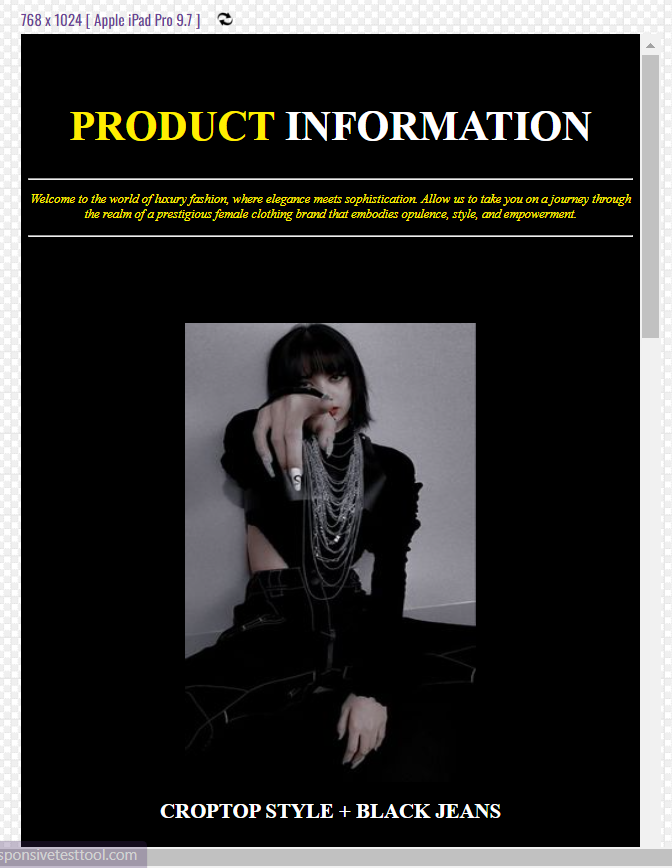 768 x 1024 [ Apple iPad Pro 9.7 ]
PRODUCT INFORMATION
Welcome to the world of luxury fashion, where elegance meets sophistication. Allow us to take you on a journey through
the realm of a prestigious female clothing brand that embodies opulence, style, and empowerment.
CROPTOP STYLE + BLACK JEANS
sponsivetesttool.com